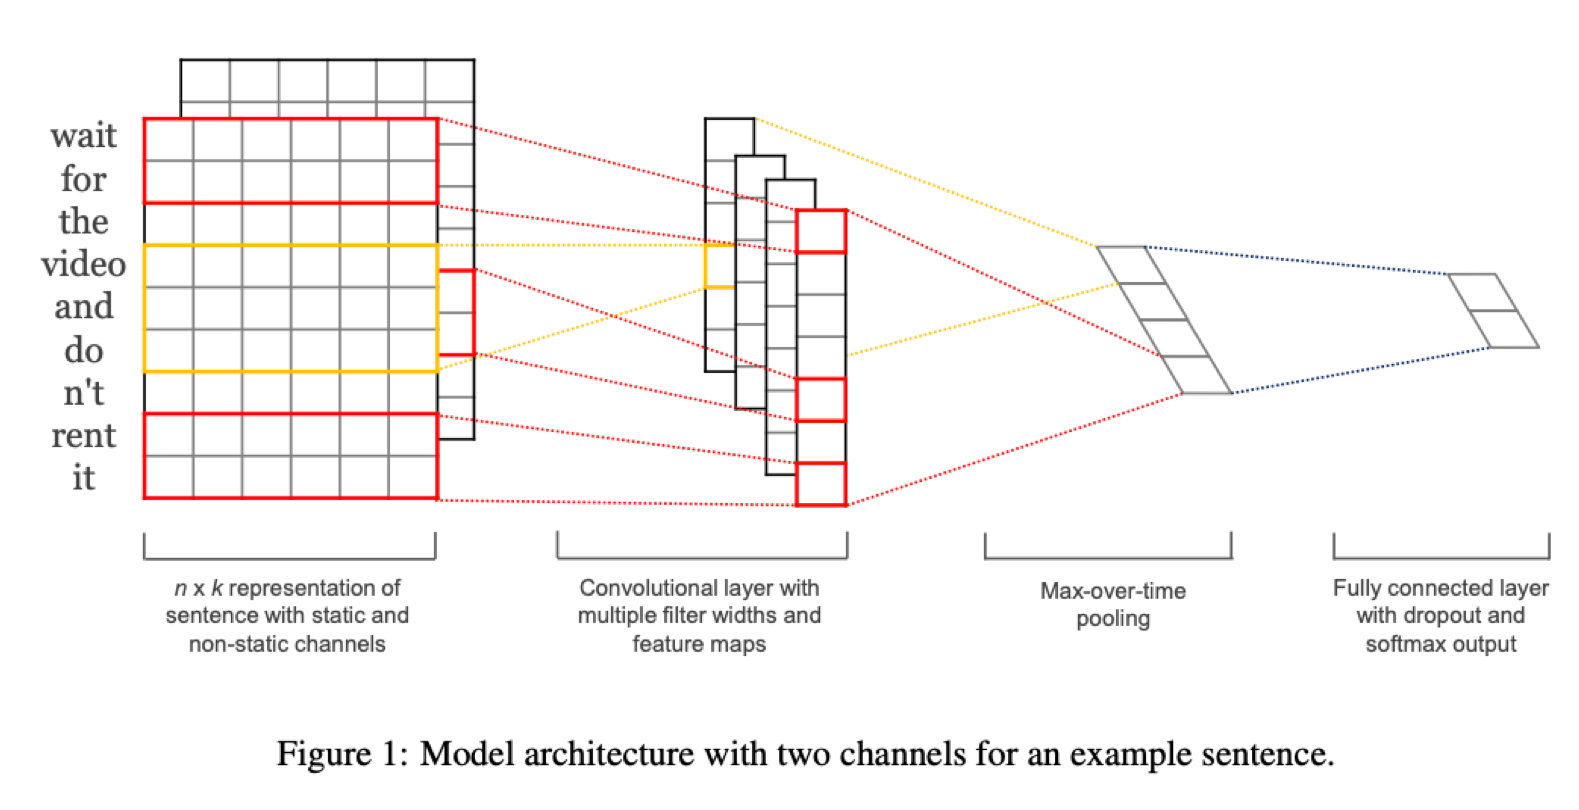 wait
for
the
video
and
do
n't
rent
it
n x k representation of
sentence with static and
non-static channels
Convolutional layer with
multiple filter widths and
feature maps
Max-over-time
pooling
Fully connected layer
with dropout and
softmax output
Figure 1: Model architecture with two channels for an example sentence.